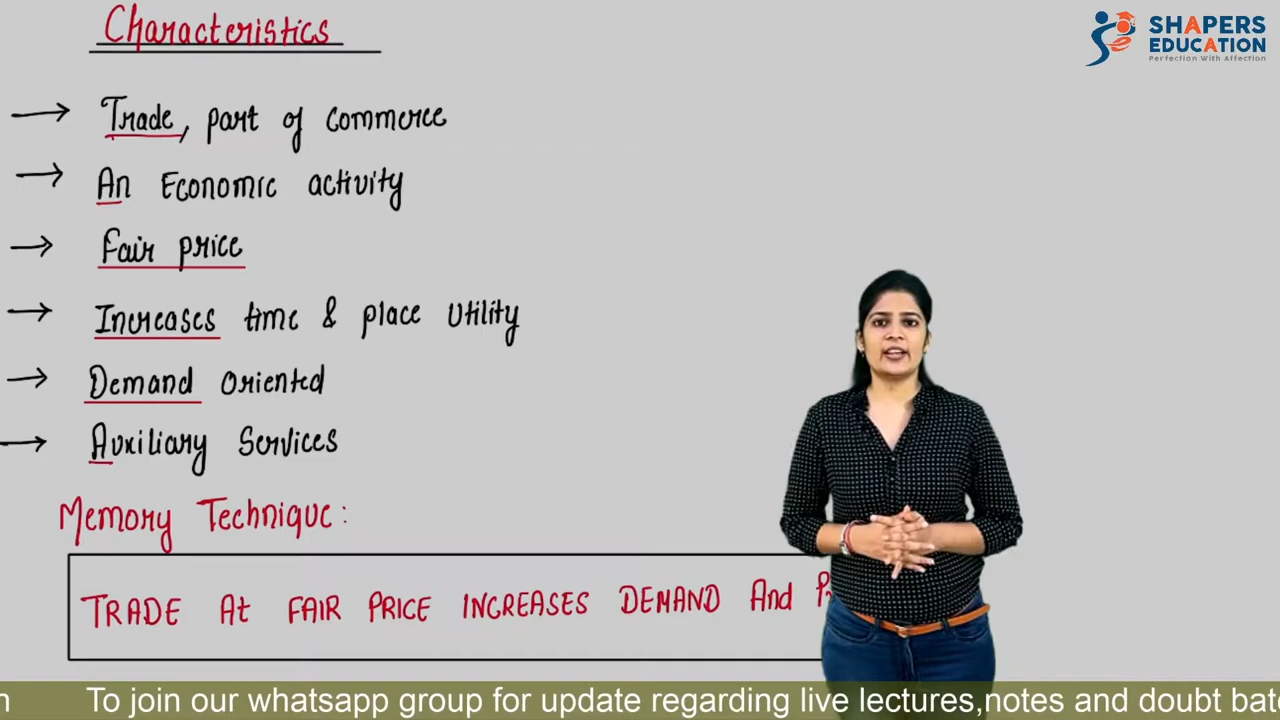 Characteristics
SHAPERS
EDUCATION
Perfection With Affection
→ Trade, part of commerce
→ An Economic activity
→ Fair price
→ Increases time & place utility
→ Demand oriented
→ Auxiliary Services
Memory Technique:
TRADE At FAIR PRICE INCREASES DEMAND And
To join our whatsapp group for update regarding live lectures,notes and doubt